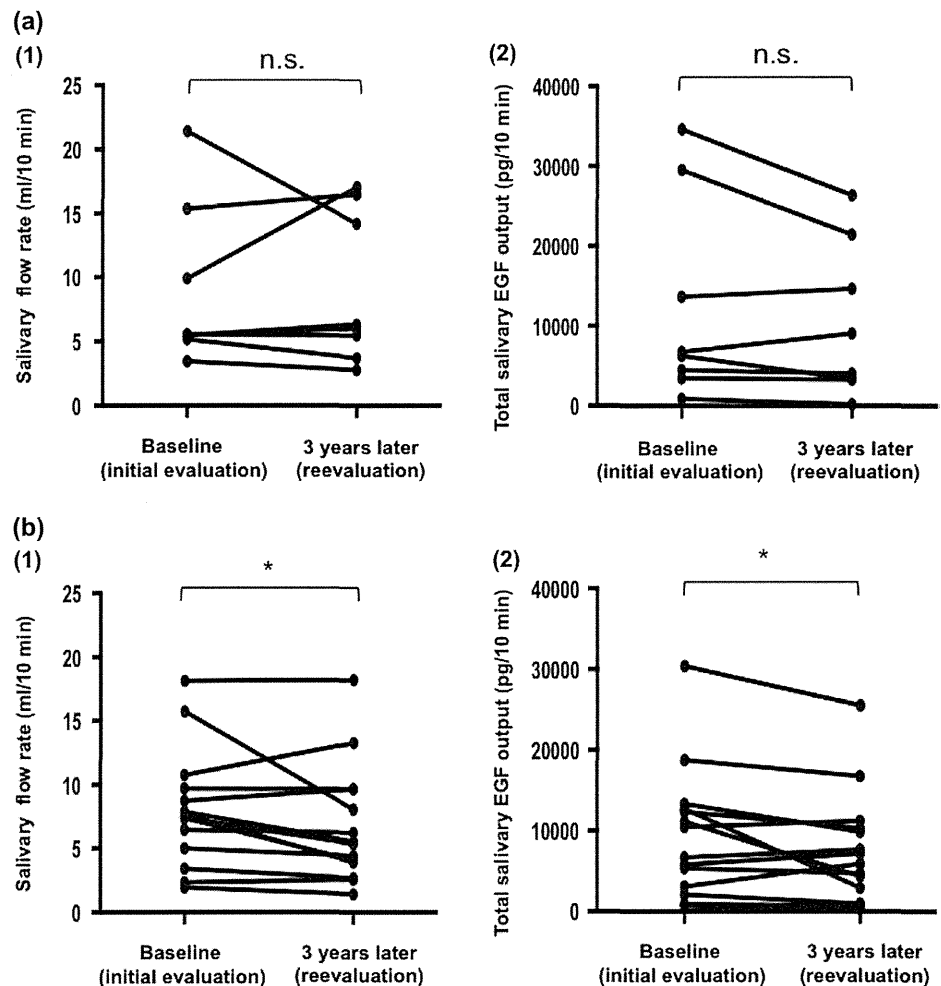 (a)
(1)
n.s.
Salivary flow rate (ml/10 min)
25
20
15
10
5
0
Baseline
(initial evaluation)
3 years later
(reevaluation)
(2)
n.s.
Total salivary EGF output (pg/10 min)
40000
30000
20000
10000
0
Baseline
(initial evaluation)
3 years later
(reevaluation)
(b)
(1)
*
Salivary flow rate (ml/10 min)
25
20
15
10
5
0
Baseline
(initial evaluation)
3 years later
(reevaluation)
(2)
*
Total salivary EGF output (pg/10 min)
40000
30000
20000
10000
0
Baseline
(initial evaluation)
3 years later
(reevaluation)